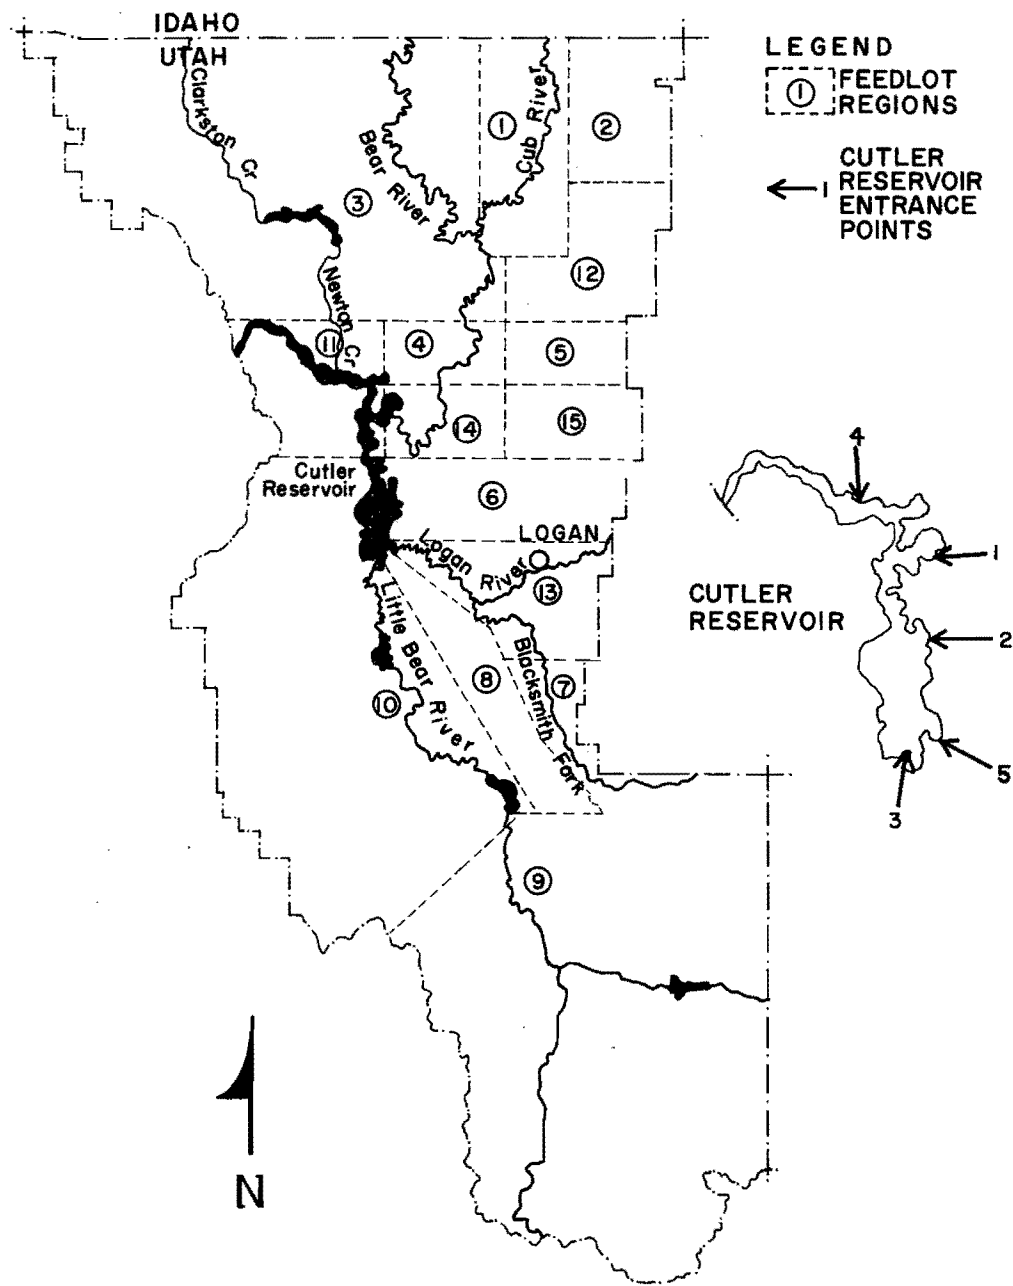 IDAHO
UTAH
Clarkston Cr
Bear River
Cub River
1
2
3
Newton Cr
12
11
4
5
14
15
Cutler
Reservoir
6
LOGAN
Logan River
13
Little Bear River
8
Blacksmith Fork
7
10
9
N
LEGEND
1
FEEDLOT
REGIONS
1
CUTLER
RESERVOIR
ENTRANCE
POINTS
4
1
CUTLER
RESERVOIR
2
5
3